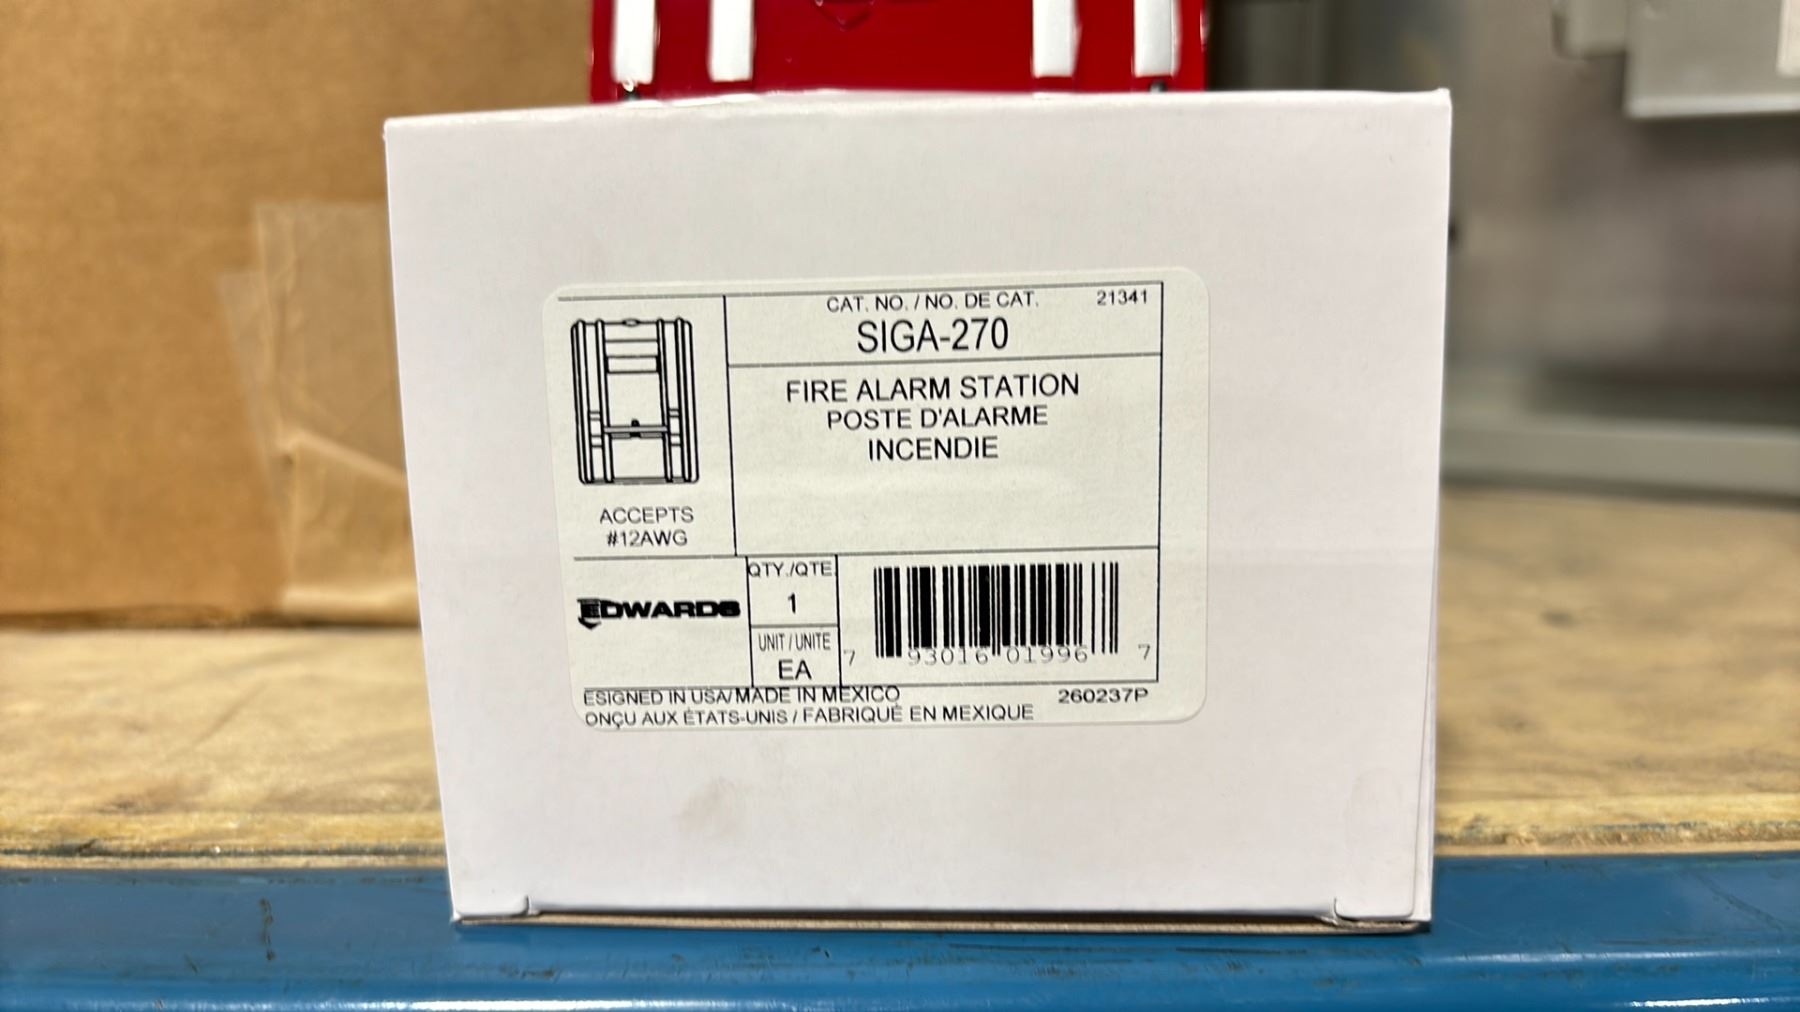 CAT. NO. / NO. DE CAT. 21341
SIGA-270
FIRE ALARM STATION
POSTE D'ALARME
INCENDIE
ACCEPTS
#12AWG
EDWARDS
QTY./QTE.
1
UNIT / UNITE
EA
7 93016 01996 7
ESIGNED IN USA/MADE IN MEXICO 260237P
ONÇU AUX ÉTATS-UNIS / FABRIQUÉ EN MEXIQUE